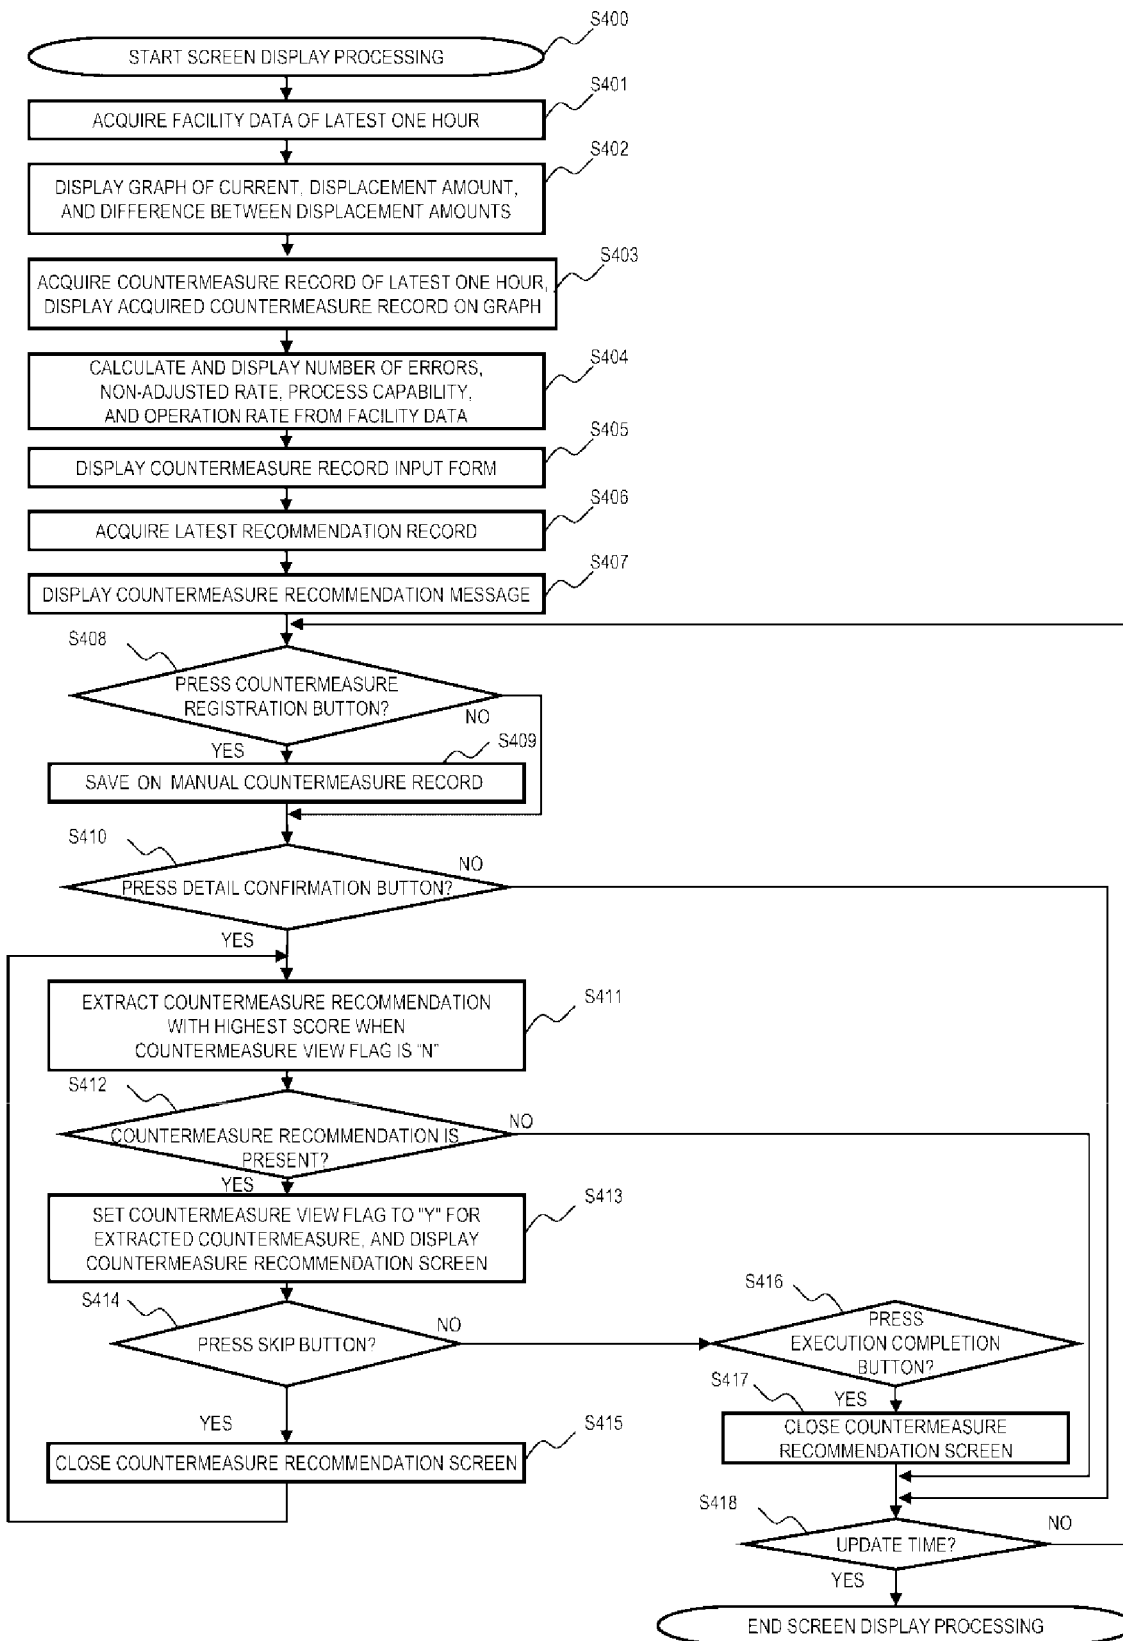 S400
START SCREEN DISPLAY PROCESSING
S401
ACQUIRE FACILITY DATA OF LATEST ONE HOUR
S402
DISPLAY GRAPH OF CURRENT, DISPLACEMENT AMOUNT,
AND DIFFERENCE BETWEEN DISPLACEMENT AMOUNTS
S403
ACQUIRE COUNTERMEASURE RECORD OF LATEST ONE HOUR,
DISPLAY ACQUIRED COUNTERMEASURE RECORD ON GRAPH
S404
CALCULATE AND DISPLAY NUMBER OF ERRORS,
NON-ADJUSTED RATE, PROCESS CAPABILITY,
AND OPERATION RATE FROM FACILITY DATA
S405
DISPLAY COUNTERMEASURE RECORD INPUT FORM
S406
ACQUIRE LATEST RECOMMENDATION RECORD
S407
DISPLAY COUNTERMEASURE RECOMMENDATION MESSAGE
S408
PRESS COUNTERMEASURE
REGISTRATION BUTTON?
NO
YES
S409
SAVE ON MANUAL COUNTERMEASURE RECORD
S410
NO
PRESS DETAIL CONFIRMATION BUTTON?
YES
S411
EXTRACT COUNTERMEASURE RECOMMENDATION
WITH HIGHEST SCORE WHEN
COUNTERMEASURE VIEW FLAG IS "N"
S412
NO
COUNTERMEASURE RECOMMENDATION IS
PRESENT?
YES
S413
SET COUNTERMEASURE VIEW FLAG TO "Y" FOR
EXTRACTED COUNTERMEASURE, AND DISPLAY
COUNTERMEASURE RECOMMENDATION SCREEN
S414
NO
PRESS SKIP BUTTON?
YES
S415
CLOSE COUNTERMEASURE RECOMMENDATION SCREEN
S416
PRESS
EXECUTION COMPLETION
BUTTON?
S417
YES
CLOSE COUNTERMEASURE
RECOMMENDATION SCREEN
S418
NO
UPDATE TIME?
YES
END SCREEN DISPLAY PROCESSING